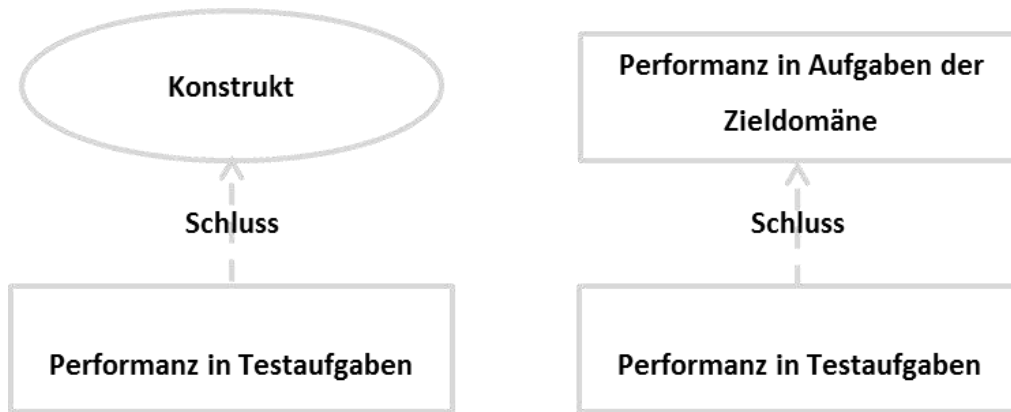 Konstrukt
Schluss
Performanz in Testaufgaben
Performanz in Aufgaben der
Zieldomäne
Schluss
Performanz in Testaufgaben